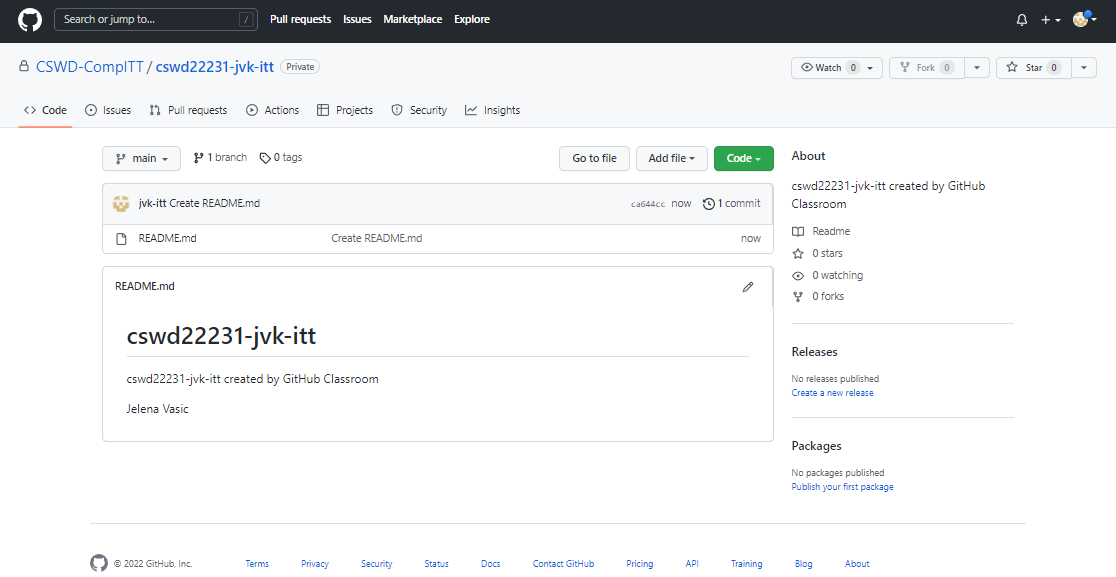 Search or jump to... / Pull requests Issues Marketplace Explore
CSWD-CompITT / cswd22231-jvk-itt Private Watch 0 Fork 0 Star 0
Code Issues Pull requests Actions Projects Security Insights
main 1 branch 0 tags Go to file Add file Code
jvk-itt Create README.md ca644cc now 1 commit
README.md Create README.md now
README.md
cswd22231-jvk-itt
cswd22231-jvk-itt created by GitHub Classroom
Jelena Vasic
About
cswd22231-jvk-itt created by GitHub
Classroom
Readme
0 stars
0 watching
0 forks
Releases
No releases published
Create a new release
Packages
No packages published
Publish your first package
© 2022 GitHub, Inc. Terms Privacy Security Status Docs Contact GitHub Pricing API Training Blog About